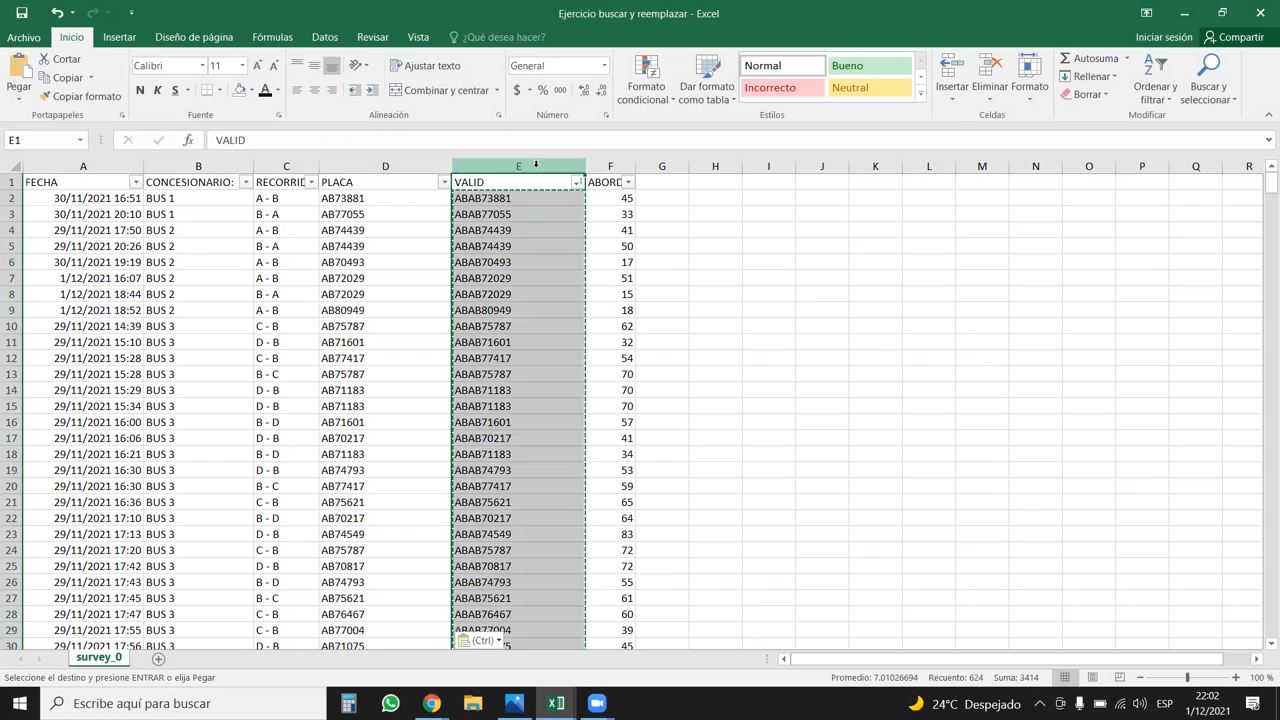 Ejercicio buscar y reemplazar - Excel
Archivo Inicio Insertar Diseño de página Fórmulas Datos Revisar Vista ¿Qué desea hacer? Iniciar sesión Compartir
Pegar Cortar Copiar Copiar formato Portapapeles
Calibri 11 N K S A Fuente
Ajustar texto Combinar y centrar Alineación
General $ % 000 Número
Formato condicional Dar formato como tabla Normal Bueno Incorrecto Neutral Estilos
Insertar Eliminar Formato Celdas
Autosuma Rellenar Borrar Ordenar y filtrar Buscar y seleccionar Modificar
E1 fx VALID
A B C D E F G H I J K L M N O P Q R
1 FECHA CONCESIONARIO: RECORRID PLACA VALID ABORD
2 30/11/2021 16:51 BUS 1 A - B AB73881 ABAB73881 45
3 30/11/2021 20:10 BUS 1 B - A AB77055 ABAB77055 33
4 29/11/2021 17:50 BUS 2 A - B AB74439 ABAB74439 41
5 29/11/2021 20:26 BUS 2 B - A AB74439 ABAB74439 50
6 30/11/2021 19:19 BUS 2 A - B AB70493 ABAB70493 17
7 1/12/2021 16:07 BUS 2 A - B AB72029 ABAB72029 51
8 1/12/2021 18:44 BUS 2 B - A AB72029 ABAB72029 15
9 1/12/2021 18:52 BUS 2 A - B AB80949 ABAB80949 18
10 29/11/2021 14:39 BUS 3 C - B AB75787 ABAB75787 62
11 29/11/2021 15:10 BUS 3 D - B AB71601 ABAB71601 32
12 29/11/2021 15:28 BUS 3 C - B AB77417 ABAB77417 54
13 29/11/2021 15:28 BUS 3 B - C AB75787 ABAB75787 70
14 29/11/2021 15:29 BUS 3 D - B AB71183 ABAB71183 70
15 29/11/2021 15:34 BUS 3 D - B AB71183 ABAB71183 70
16 29/11/2021 16:00 BUS 3 B - D AB71601 ABAB71601 57
17 29/11/2021 16:06 BUS 3 D - B AB70217 ABAB70217 41
18 29/11/2021 16:21 BUS 3 B - D AB71183 ABAB71183 34
19 29/11/2021 16:30 BUS 3 D - B AB74793 ABAB74793 53
20 29/11/2021 16:30 BUS 3 B - C AB77417 ABAB77417 59
21 29/11/2021 16:36 BUS 3 C - B AB75621 ABAB75621 65
22 29/11/2021 17:10 BUS 3 B - D AB70217 ABAB70217 64
23 29/11/2021 17:13 BUS 3 D - B AB74549 ABAB74549 83
24 29/11/2021 17:20 BUS 3 C - B AB75787 ABAB75787 72
25 29/11/2021 17:42 BUS 3 B - D AB70817 ABAB70817 72
26 29/11/2021 17:43 BUS 3 B - D AB74793 ABAB74793 55
27 29/11/2021 17:45 BUS 3 B - C AB75621 ABAB75621 61
28 29/11/2021 17:47 BUS 3 C - B AB76467 ABAB76467 60
29 29/11/2021 17:55 BUS 3 C - B AB77004 ABAB77004 39
30 29/11/2021 17:56 BUS 3 D - B AB71075 5 45
(Ctrl)
survey_0
Seleccione el destino y presione ENTRAR o elija Pegar Promedio: 7.01026694 Recuento: 624 Suma: 3414 100 %
Escribe aquí para buscar 24°C Despejado ESP 22:02
1/12/2021